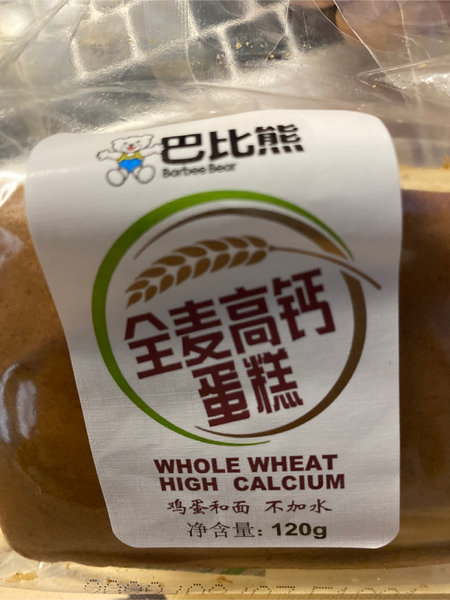 巴比熊
Barbee Bear
全麦高钙
蛋糕
WHOLE WHEAT
HIGH CALCIUM
鸡蛋和面 不加水
净含量: 120g